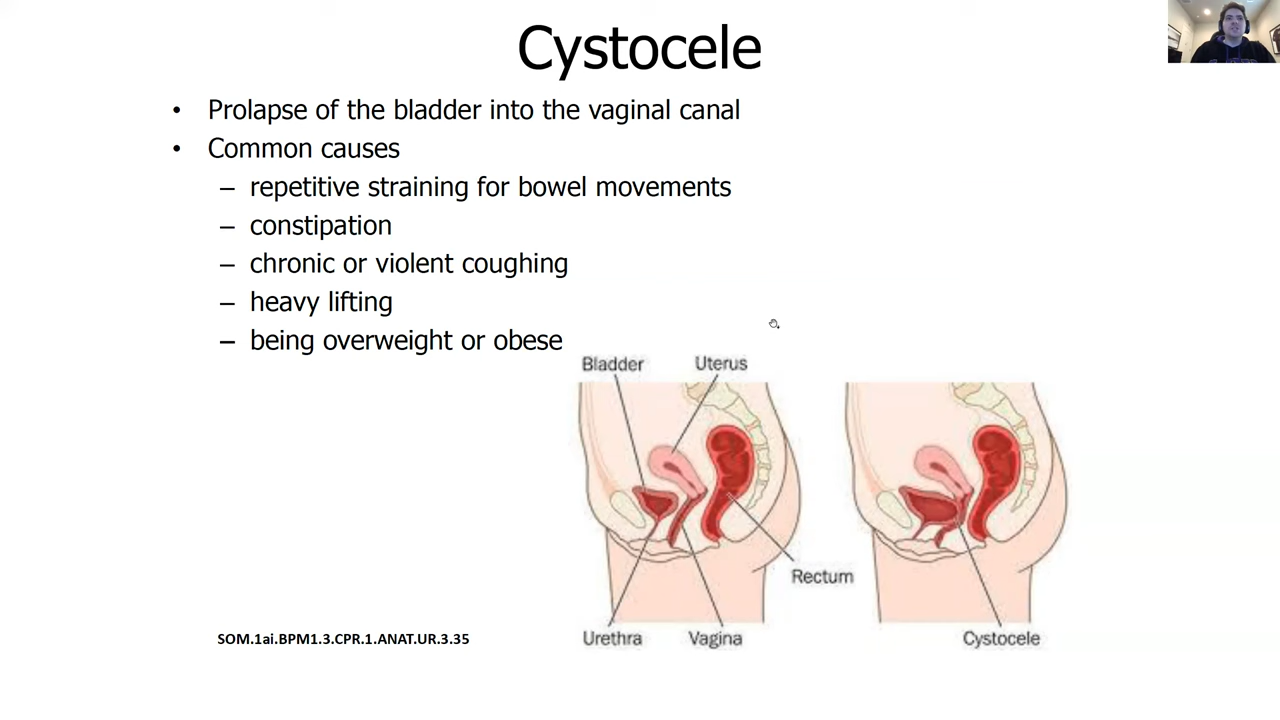 Cystocele
• Prolapse of the bladder into the vaginal canal
• Common causes
– repetitive straining for bowel movements
– constipation
– chronic or violent coughing
– heavy lifting
– being overweight or obese
Bladder Uterus
Rectum
Urethra Vagina Cystocele
SOM.1ai.BPM1.3.CPR.1.ANAT.UR.3.35